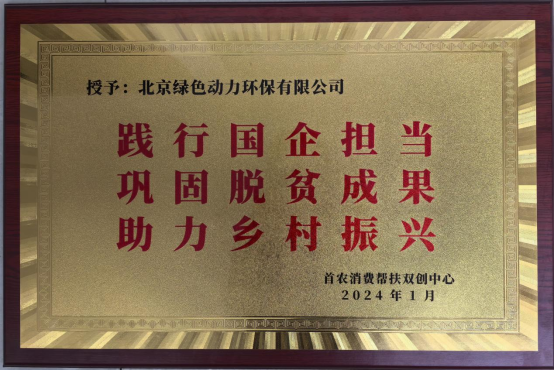 授予：北京绿色动力环保有限公司
践行国企担当
巩固脱贫成果
助力乡村振兴
首农消费帮扶双创中心
2024年1月